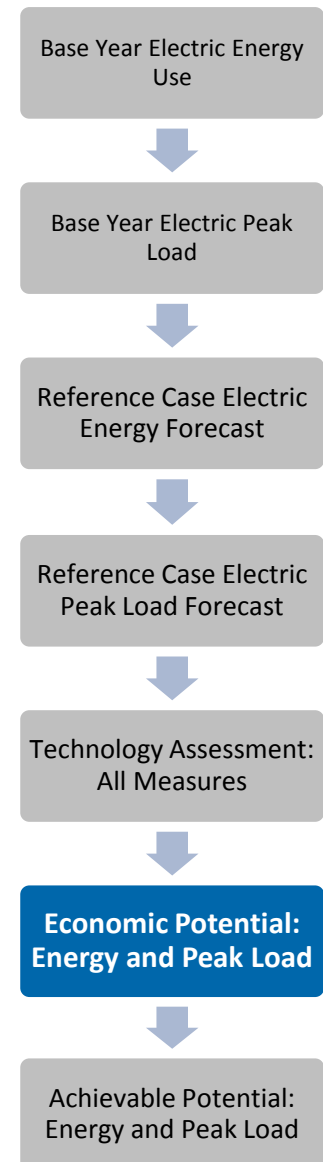 Base Year Electric Energy
Use
Base Year Electric Peak
Load
Reference Case Electric
Energy Forecast
Reference Case Electric
Peak Load Forecast
Technology Assessment:
All Measures
Economic Potential:
Energy and Peak Load
Achievable Potential:
Energy and Peak Load